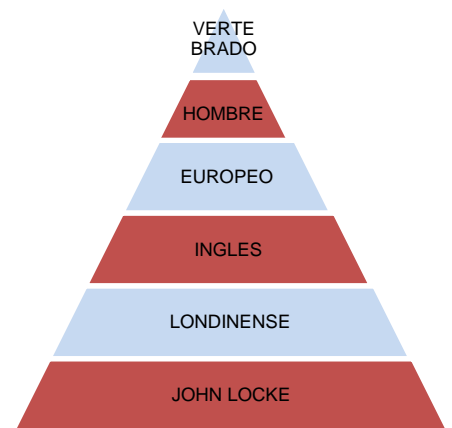 VERTE
BRADO
HOMBRE
EUROPEO
INGLES
LONDINENSE
JOHN LOCKE